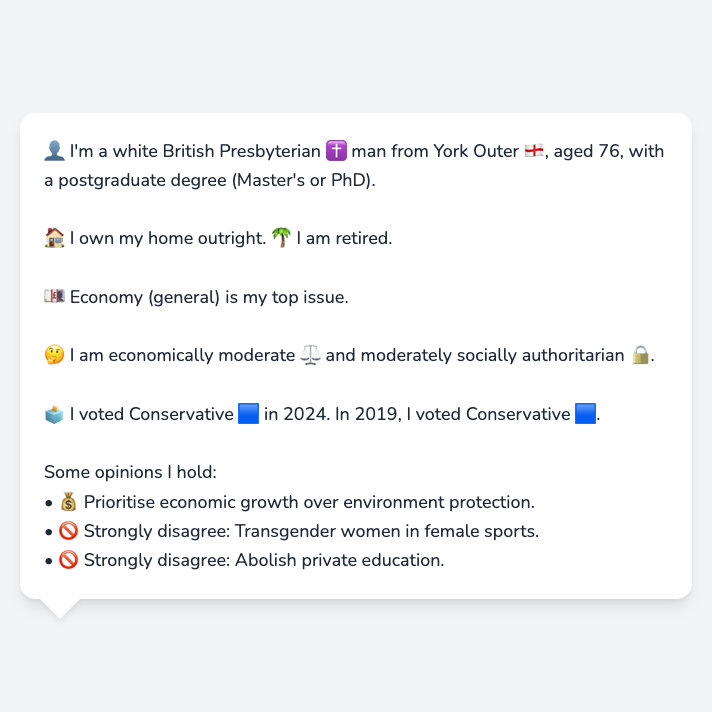 👤 I'm a white British Presbyterian ✝️ man from York Outer 🏴󠁧󠁢󠁥󠁮󠁧󠁿, aged 76, with
a postgraduate degree (Master's or PhD).
🏠 I own my home outright. 🌴 I am retired.
💷 Economy (general) is my top issue.
🤔 I am economically moderate ⚖️ and moderately socially authoritarian 🔒.
🗳️ I voted Conservative 🟦 in 2024. In 2019, I voted Conservative 🟦.
Some opinions I hold:
• 💰 Prioritise economic growth over environment protection.
• 🚫 Strongly disagree: Transgender women in female sports.
• 🚫 Strongly disagree: Abolish private education.